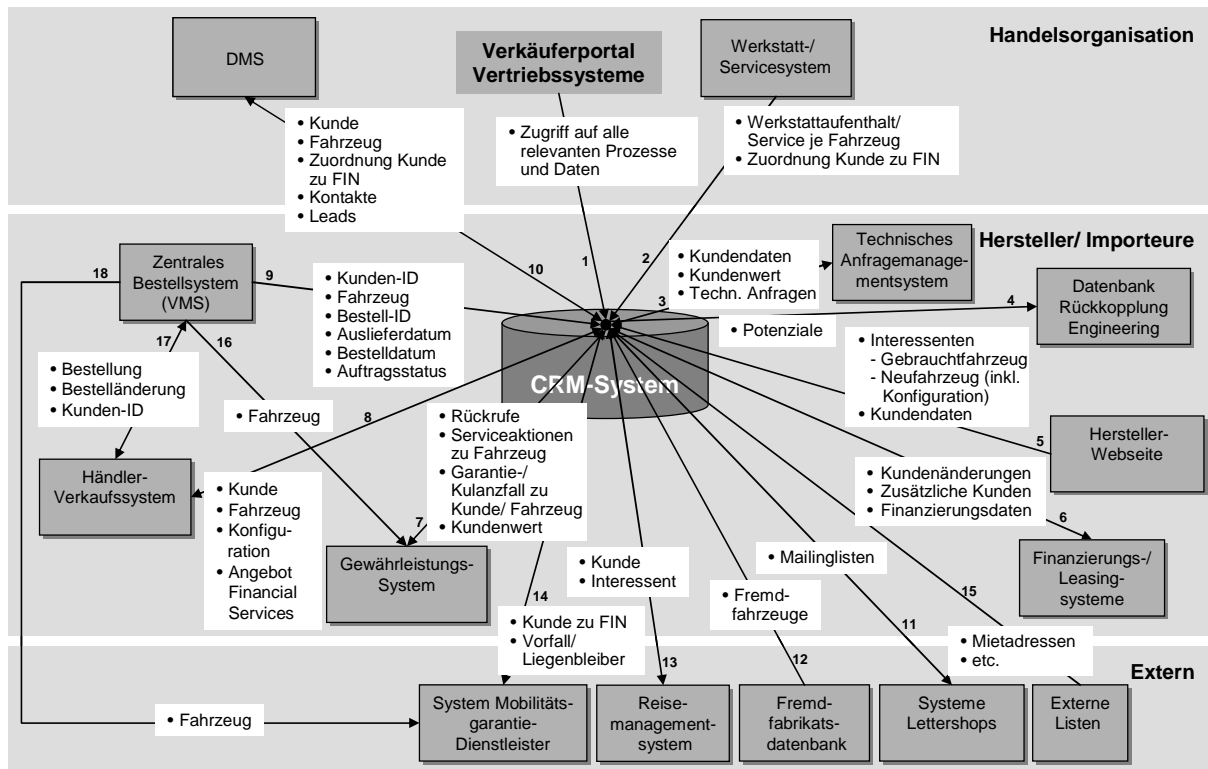 Handelsorganisation
DMS
Verkäuferportal
Vertriebssysteme
Werkstatt-/
Servicesystem
• Kunde
• Fahrzeug
• Zuordnung Kunde
zu FIN
• Kontakte
• Leads
• Zugriff auf alle
relevanten Prozesse
und Daten
• Werkstattaufenthalt/
Service je Fahrzeug
• Zuordnung Kunde zu FIN
Hersteller/ Importeure
18
Zentrales
Bestellsystem
(VMS)
9
• Kunden-ID
• Fahrzeug
• Bestell-ID
• Auslieferdatum
• Bestelldatum
• Auftragsstatus
10
1
2
3
• Kundendaten
• Kundenwert
• Techn. Anfragen
Technisches
Anfragemanage-
mentsystem
4
Datenbank
Rückkopplung
Engineering
• Potenziale
CRM-System
17
16
• Bestellung
• Bestelländerung
• Kunden-ID
• Fahrzeug
8
• Interessenten
- Gebrauchtfahrzeug
- Neufahrzeug (inkl.
Konfiguration)
• Kundendaten
5
Hersteller-
Webseite
Händler-
Verkaufssystem
• Kunde
• Fahrzeug
• Konfigu-
ration
• Angebot
Financial
Services
• Rückrufe
• Serviceaktionen
zu Fahrzeug
• Garantie-/
Kulanzfall zu
Kunde/ Fahrzeug
• Kundenwert
7
Gewährleistungs-
System
• Kundenänderungen
• Zusätzliche Kunden
• Finanzierungsdaten
6
Finanzierungs-/
Leasing-
systeme
• Kunde
• Interessent
• Mailinglisten
• Fremd-
fahrzeuge
14
• Kunde zu FIN
• Vorfall/
Liegenbleiber
15
11
• Mietadressen
• etc.
13
12
Extern
• Fahrzeug
System Mobilitäts-
garantie-
Dienstleister
Reise-
management-
system
Fremd-
fabrikats-
datenbank
Systeme
Lettershops
Externe
Listen